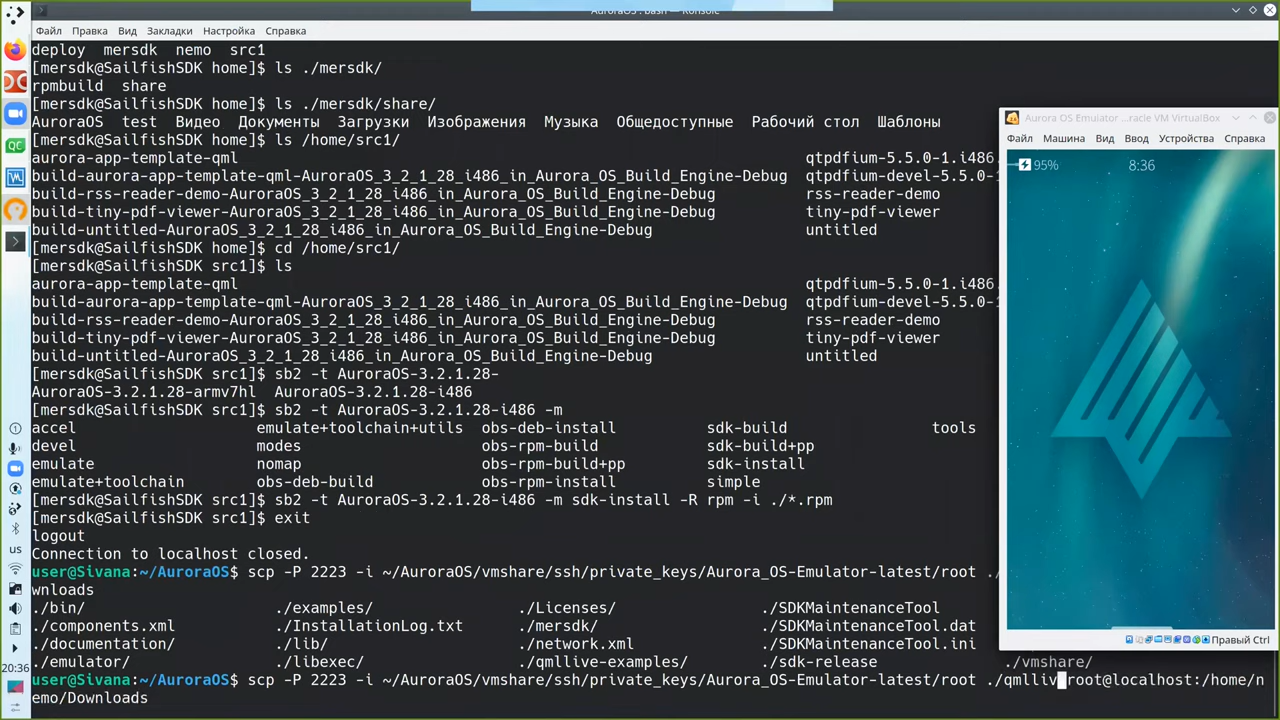 AuroraOS : bash — Konsole
Файл Правка Вид Закладки Настройка Справка
deploy mersdk nemo src1
[mersdk@SailfishSDK home]$ ls ./mersdk/
rpmbuild share
[mersdk@SailfishSDK home]$ ls ./mersdk/share/
AuroraOS test Видео Документы Загрузки Изображения Музыка Общедоступные Рабочий стол Шаблоны
[mersdk@SailfishSDK home]$ ls /home/src1/
aurora-app-template-qml qtpdfium-5.5.0-1.i486.
build-aurora-app-template-qml-AuroraOS_3_2_1_28_i486_in_Aurora_OS_Build_Engine-Debug qtpdfium-devel-5.5.0-
build-rss-reader-demo-AuroraOS_3_2_1_28_i486_in_Aurora_OS_Build_Engine-Debug rss-reader-demo
build-tiny-pdf-viewer-AuroraOS_3_2_1_28_i486_in_Aurora_OS_Build_Engine-Debug tiny-pdf-viewer
build-untitled-AuroraOS_3_2_1_28_i486_in_Aurora_OS_Build_Engine-Debug untitled
[mersdk@SailfishSDK home]$ cd /home/src1/
[mersdk@SailfishSDK src1]$ ls
aurora-app-template-qml qtpdfium-5.5.0-1.i486.
build-aurora-app-template-qml-AuroraOS_3_2_1_28_i486_in_Aurora_OS_Build_Engine-Debug qtpdfium-devel-5.5.0-1
build-rss-reader-demo-AuroraOS_3_2_1_28_i486_in_Aurora_OS_Build_Engine-Debug rss-reader-demo
build-tiny-pdf-viewer-AuroraOS_3_2_1_28_i486_in_Aurora_OS_Build_Engine-Debug tiny-pdf-viewer
build-untitled-AuroraOS_3_2_1_28_i486_in_Aurora_OS_Build_Engine-Debug untitled
[mersdk@SailfishSDK src1]$ sb2 -t AuroraOS-3.2.1.28-
AuroraOS-3.2.1.28-armv7hl AuroraOS-3.2.1.28-i486
[mersdk@SailfishSDK src1]$ sb2 -t AuroraOS-3.2.1.28-i486 -m
accel emulate+toolchain+utils obs-deb-install sdk-build tools
devel modes obs-rpm-build sdk-build+pp
emulate nomap obs-rpm-build+pp sdk-install
emulate+toolchain obs-deb-build obs-rpm-install simple
[mersdk@SailfishSDK src1]$ sb2 -t AuroraOS-3.2.1.28-i486 -m sdk-install -R rpm -i ./*.rpm
[mersdk@SailfishSDK src1]$ exit
logout
Connection to localhost closed.
user@Sivana:~/AuroraOS$ scp -P 2223 -i ~/AuroraOS/vmshare/ssh/private_keys/Aurora_OS-Emulator-latest/root ./
wnloads
./bin/ ./examples/ ./Licenses/ ./SDKMaintenanceTool
./components.xml ./InstallationLog.txt ./mersdk/ ./SDKMaintenanceTool.dat
./documentation/ ./lib/ ./network.xml ./SDKMaintenanceTool.ini
./emulator/ ./libexec/ ./qmllive-examples/ ./sdk-release ./vmshare/
user@Sivana:~/AuroraOS$ scp -P 2223 -i ~/AuroraOS/vmshare/ssh/private_keys/Aurora_OS-Emulator-latest/root ./qmlliv root@localhost:/home/n
emo/Downloads
Aurora OS Emulator ...racle VM VirtualBox
Файл Машина Вид Ввод Устройства Справка
95% 8:36
Правый Ctrl
QC
us
20:36